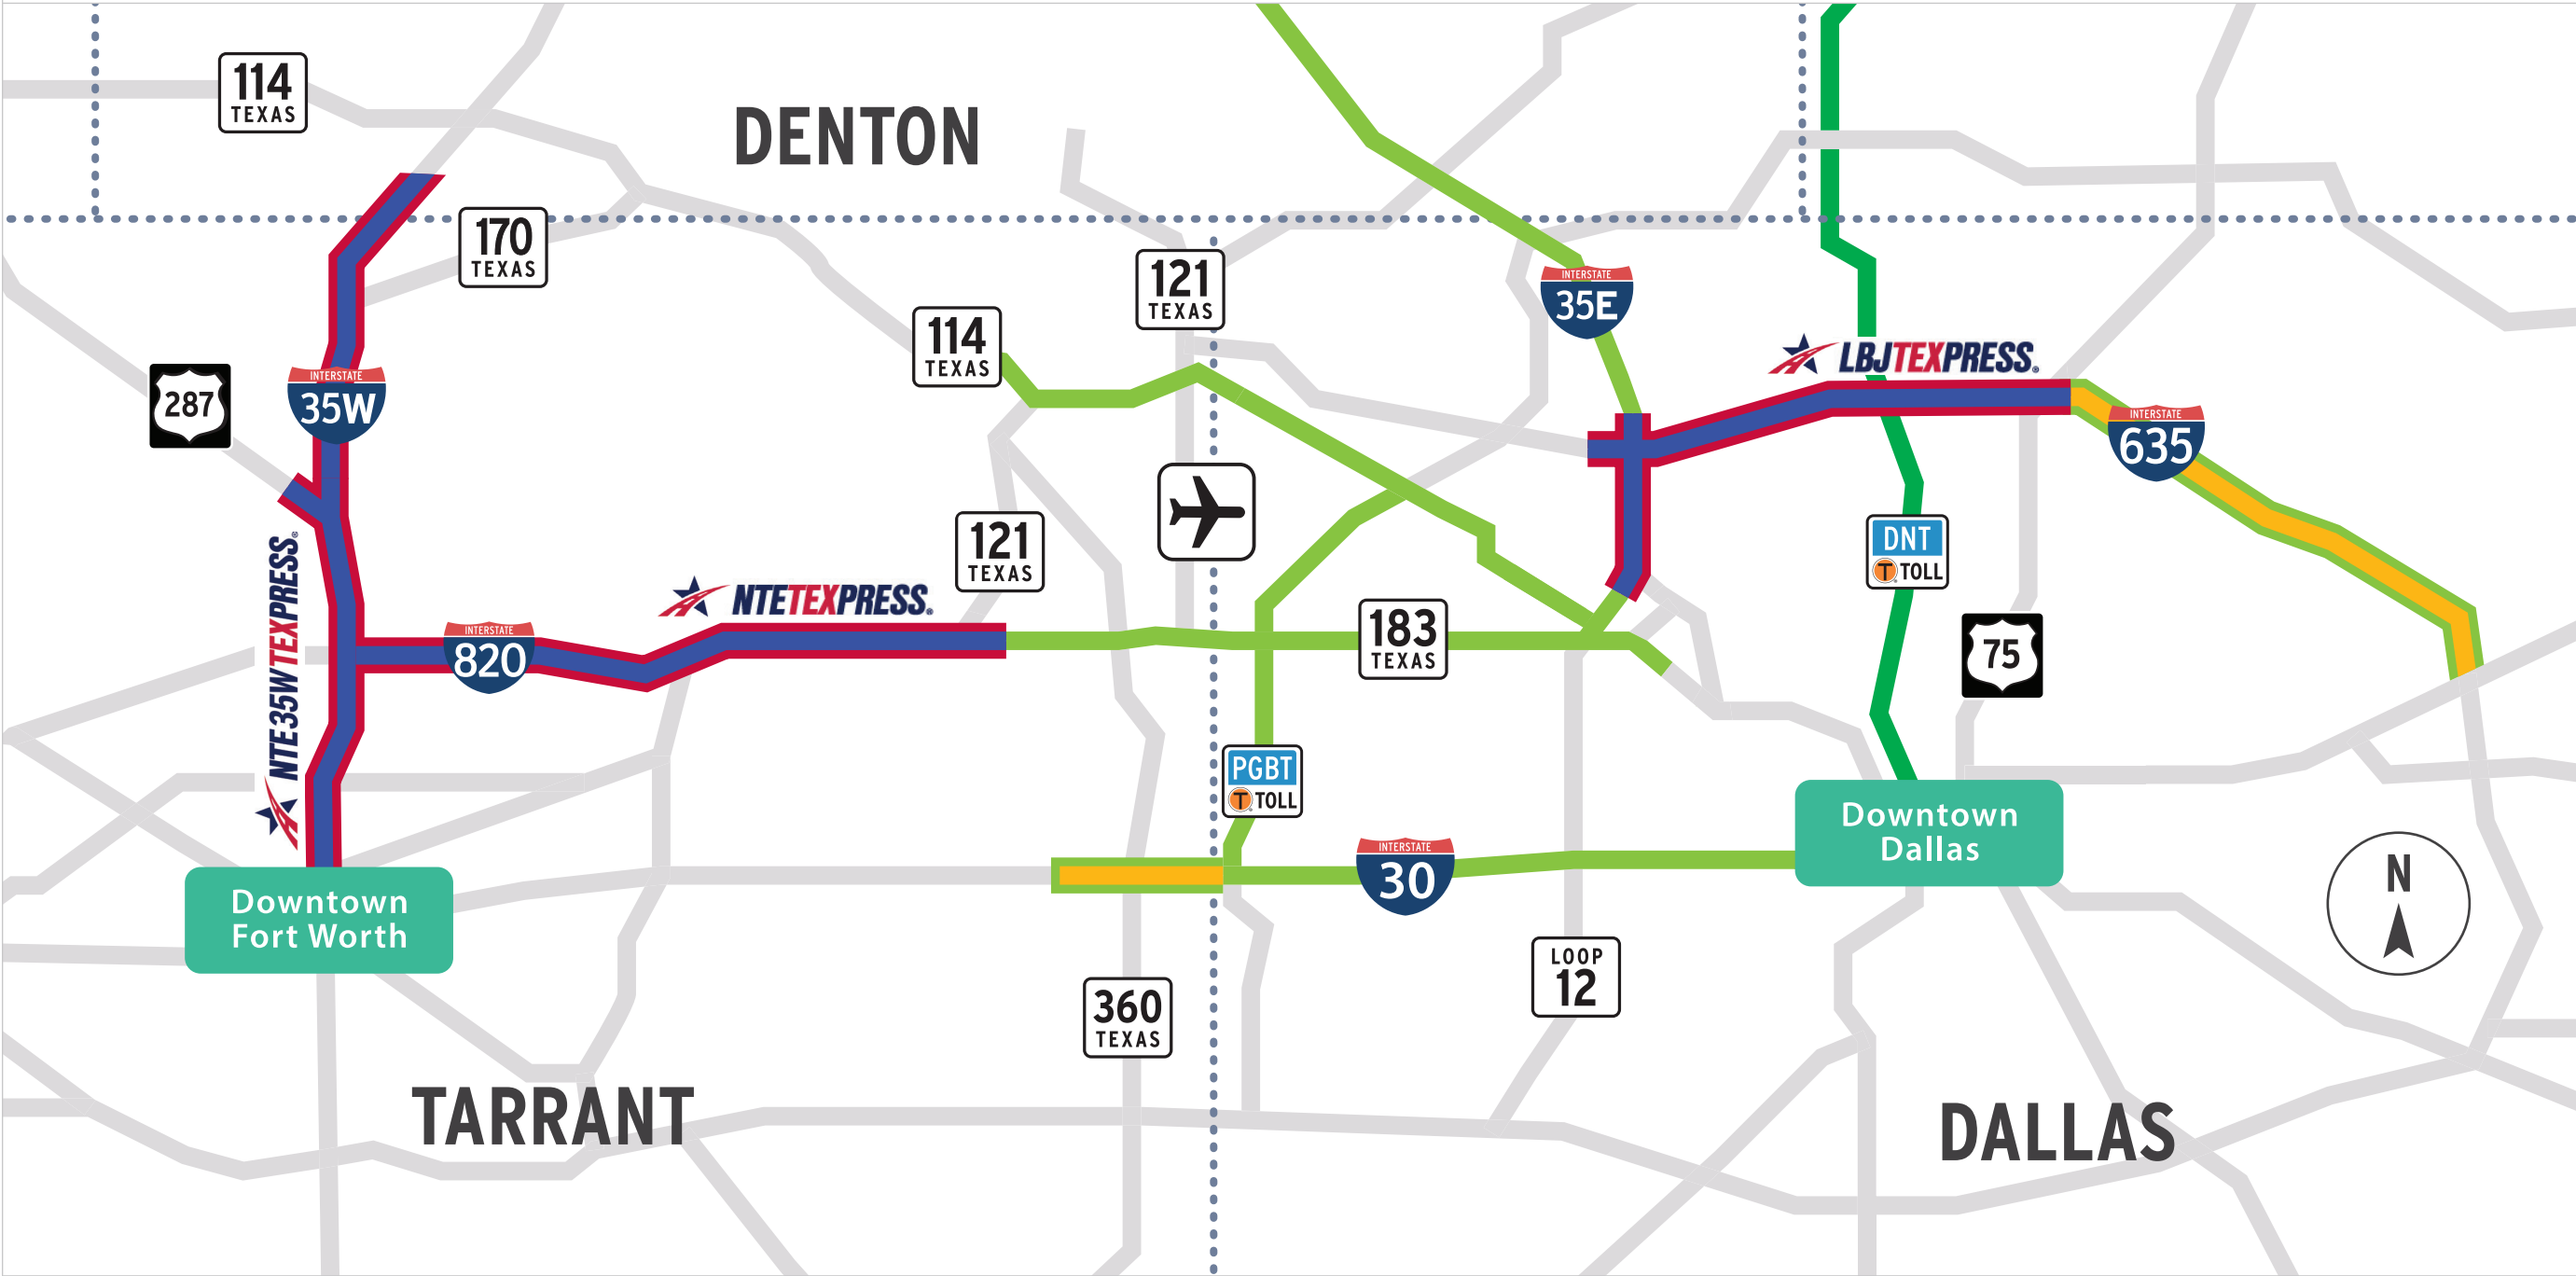 114
TEXAS
DENTON
170
TEXAS
121
TEXAS
INTERSTATE
35E
114
TEXAS
LBJTEXPRESS®
287
INTERSTATE
35W
INTERSTATE
635
121
TEXAS
DNT
T TOLL
NTE35WTEXPRESS®
NTETEXPRESS®
183
TEXAS
INTERSTATE
820
75
PGBT
T TOLL
Downtown
Dallas
INTERSTATE
30
Downtown
Fort Worth
N
LOOP
12
360
TEXAS
TARRANT
DALLAS